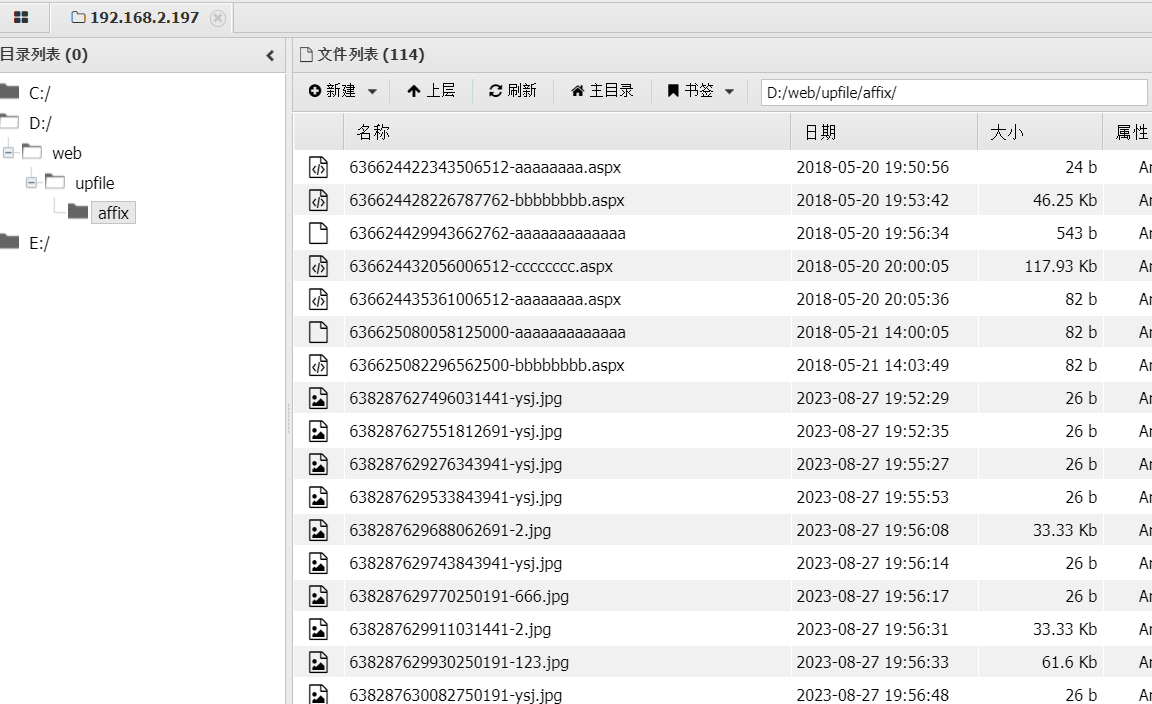 192.168.2.197
目录列表 (0)
C:/
D:/
web
upfile
affix
E:/
文件列表 (114)
新建 上层 刷新 主目录 书签 D:/web/upfile/affix/
名称 日期 大小 属性
636624422343506512-aaaaaaaa.aspx 2018-05-20 19:50:56 24 b Ar
636624428226787762-bbbbbbbb.aspx 2018-05-20 19:53:42 46.25 Kb Ar
636624429943662762-aaaaaaaaaaaaa 2018-05-20 19:56:34 543 b Ar
636624432056006512-cccccccc.aspx 2018-05-20 20:00:05 117.93 Kb Ar
636624435361006512-aaaaaaaa.aspx 2018-05-20 20:05:36 82 b Ar
636625080058125000-aaaaaaaaaaaaa 2018-05-21 14:00:05 82 b Ar
636625082296562500-bbbbbbbb.aspx 2018-05-21 14:03:49 82 b Ar
638287627496031441-ysj.jpg 2023-08-27 19:52:29 26 b Ar
638287627551812691-ysj.jpg 2023-08-27 19:52:35 26 b Ar
638287629276343941-ysj.jpg 2023-08-27 19:55:27 26 b Ar
638287629533843941-ysj.jpg 2023-08-27 19:55:53 26 b Ar
638287629688062691-2.jpg 2023-08-27 19:56:08 33.33 Kb Ar
638287629743843941-ysj.jpg 2023-08-27 19:56:14 26 b Ar
638287629770250191-666.jpg 2023-08-27 19:56:17 26 b Ar
638287629911031441-2.jpg 2023-08-27 19:56:31 33.33 Kb Ar
638287629930250191-123.jpg 2023-08-27 19:56:33 61.6 Kb Ar
638287630082750191-ysj.jpg 2023-08-27 19:56:48 26 b Ar